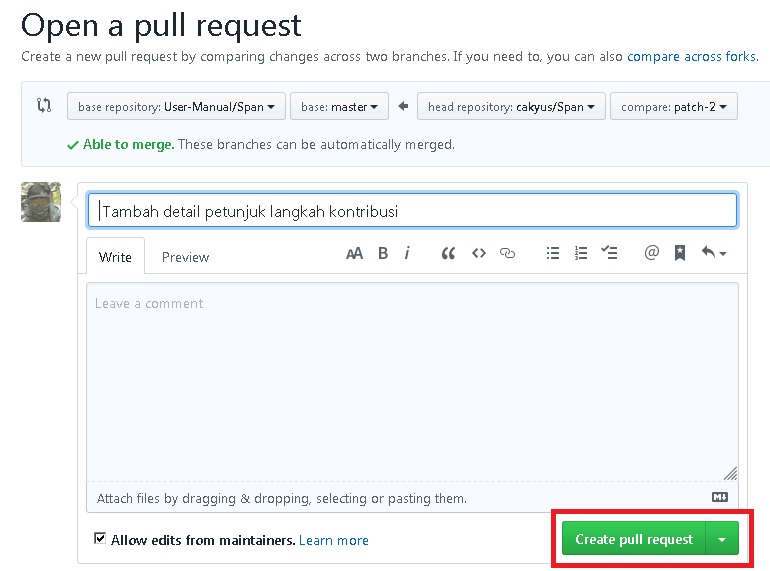 Open a pull request
Create a new pull request by comparing changes across two branches. If you need to, you can also compare across forks.
base repository: User-Manual/Span base: master head repository: cakyus/Span compare: patch-2
Able to merge. These branches can be automatically merged.
Tambah detail petunjuk langkah kontribusi
Write Preview AA B i @
Leave a comment
Attach files by dragging & dropping, selecting or pasting them. M
Allow edits from maintainers. Learn more Create pull request